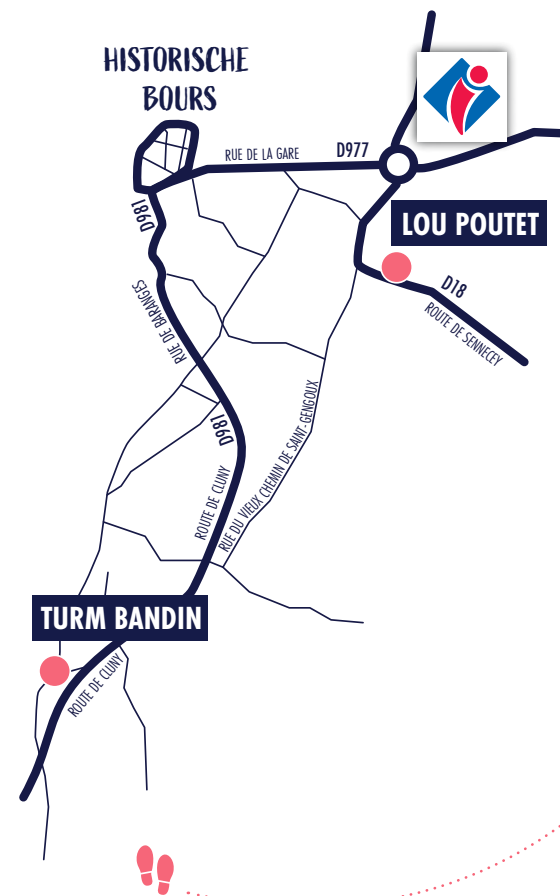 HISTORISCHE
BOURS
RUE DE LA GARE
D977
D981
LOU POUTET
D18
ROUTE DE SENNECEY
RUE DE BARANGES
D981
ROUTE DE CLUNY
RUE DU VIEUX CHEMIN DE SAINT-GENGOUX
TURM BANDIN
ROUTE DE CLUNY